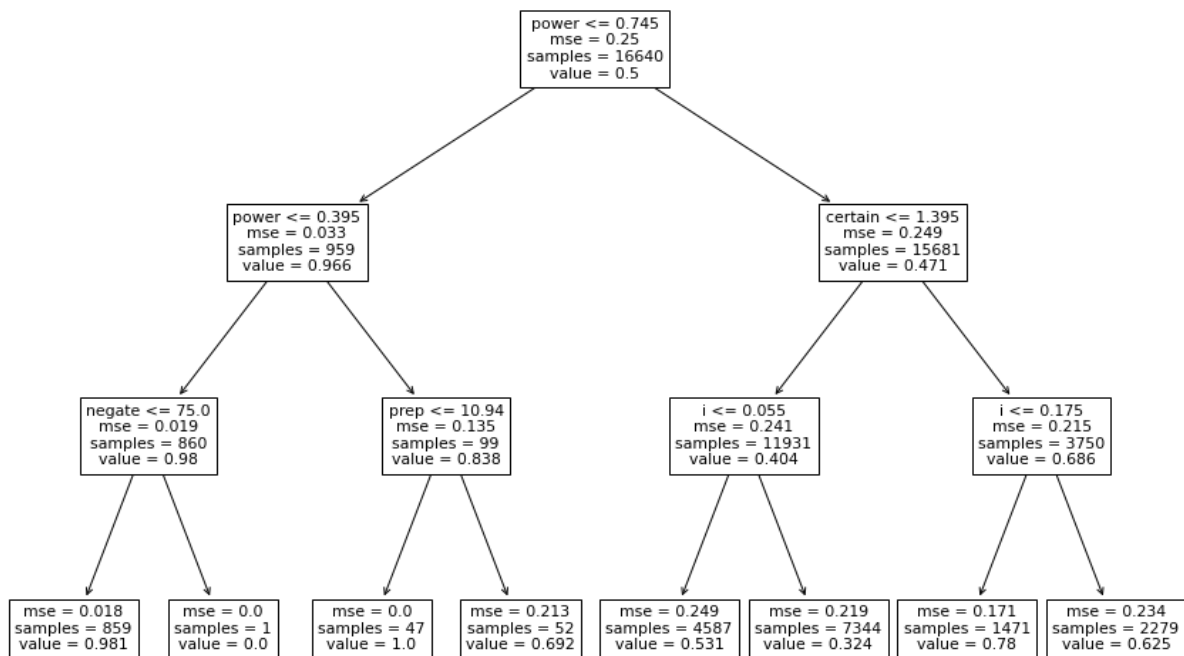 power <= 0.745
mse = 0.25
samples = 16640
value = 0.5
power <= 0.395
mse = 0.033
samples = 959
value = 0.966
certain <= 1.395
mse = 0.249
samples = 15681
value = 0.471
negate <= 75.0
mse = 0.019
samples = 860
value = 0.98
prep <= 10.94
mse = 0.135
samples = 99
value = 0.838
i <= 0.055
mse = 0.241
samples = 11931
value = 0.404
i <= 0.175
mse = 0.215
samples = 3750
value = 0.686
mse = 0.018
samples = 859
value = 0.981
mse = 0.0
samples = 1
value = 0.0
mse = 0.0
samples = 47
value = 1.0
mse = 0.213
samples = 52
value = 0.692
mse = 0.249
samples = 4587
value = 0.531
mse = 0.219
samples = 7344
value = 0.324
mse = 0.171
samples = 1471
value = 0.78
mse = 0.234
samples = 2279
value = 0.625